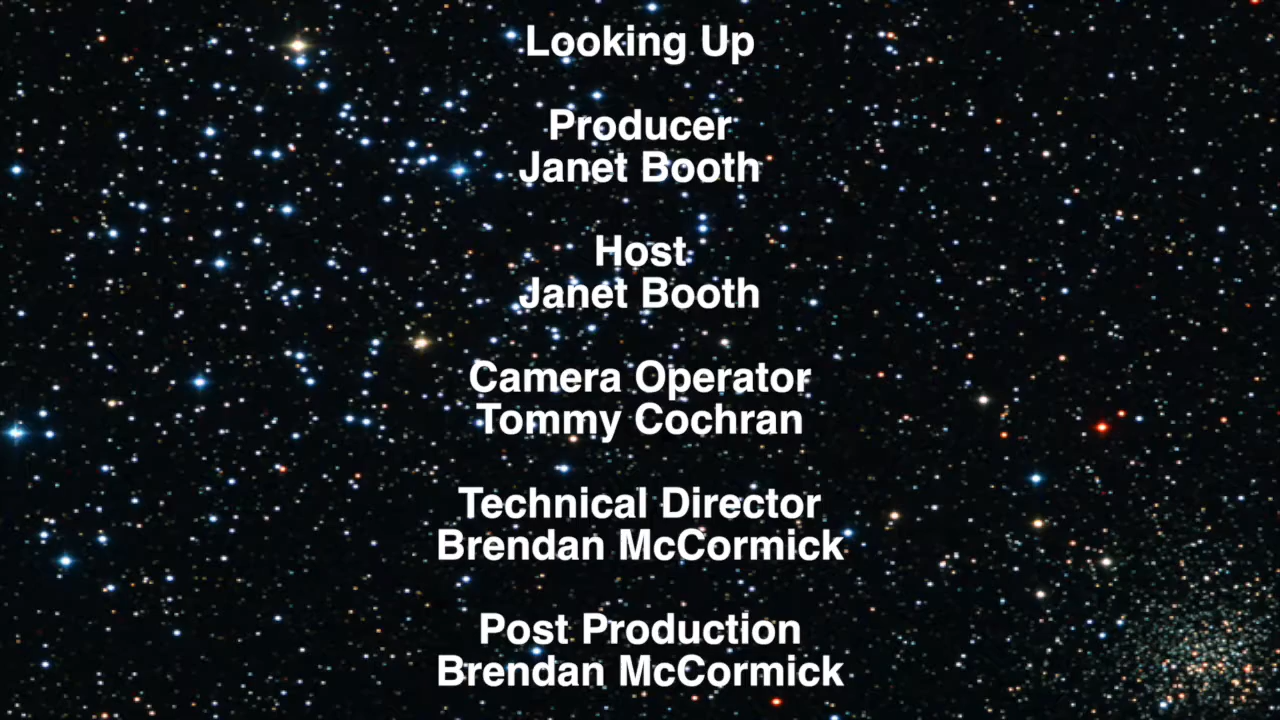 Looking Up
Producer
Janet Booth
Host
Janet Booth
Camera Operator
Tommy Cochran
Technical Director
Brendan McCormick
Post Production
Brendan McCormick